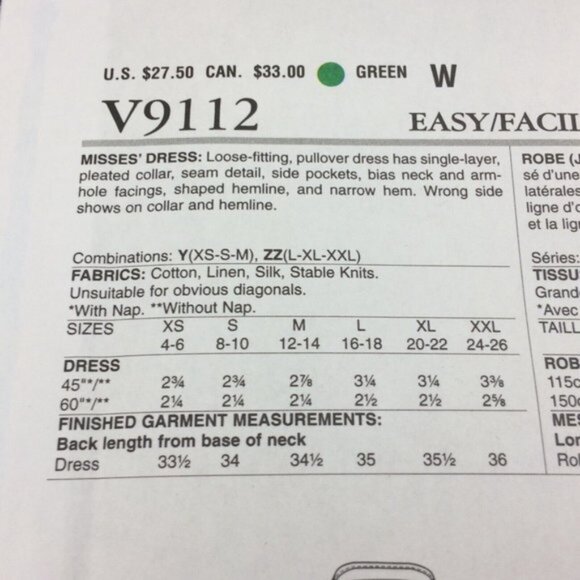 U.S. $27.50 CAN. $33.00 GREEN W
V9112 EASY/FACIL
MISSES' DRESS: Loose-fitting, pullover dress has single-layer,
pleated collar, seam detail, side pockets, bias neck and arm-
hole facings, shaped hemline, and narrow hem. Wrong side
shows on collar and hemline.
Combinations: Y(XS-S-M), ZZ(L-XL-XXL)
FABRICS: Cotton, Linen, Silk, Stable Knits.
Unsuitable for obvious diagonals.
*With Nap. **Without Nap.
SIZES XS S M L XL XXL
4-6 8-10 12-14 16-18 20-22 24-26
DRESS
45"*/** 2¾ 2¾ 2⅞ 3¼ 3¼ 3⅜
60"*/** 2¼ 2¼ 2¼ 2½ 2½ 2⅝
FINISHED GARMENT MEASUREMENTS:
Back length from base of neck
Dress 33½ 34 34½ 35 35½ 36
ROBE (J
sé d'une
latérales
ligne d'o
et la lig
Séries:
TISSU
Grand
*Avec
TAILL
ROB
115c
150c
MES
Lor
Rol